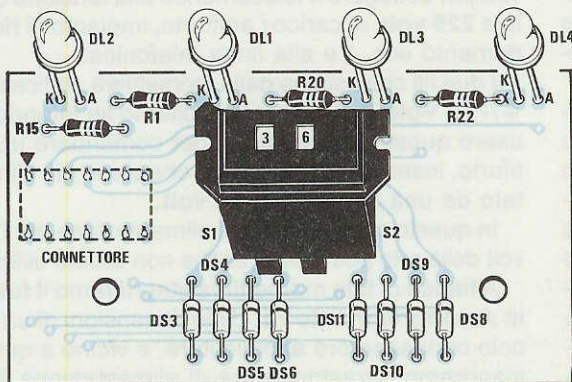 DL2 DL1 DL3 DL4
K A K A K A K A
R1 R20 R22
R15
3 6
S1 S2
CONNETTORE
DS4 DS9
DS3 DS11 DS8
DS5 DS6 DS10